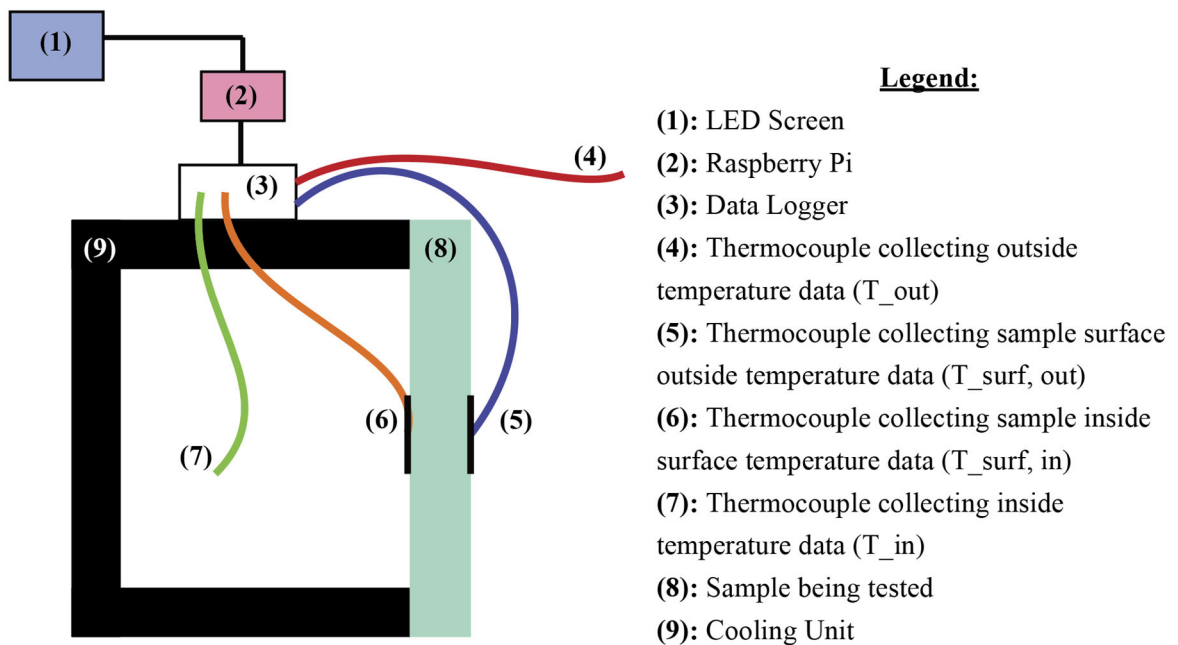 (1)
(2)
(3)
(4)
(9)
(8)
(6)
(5)
(7)
Legend:
(1): LED Screen
(2): Raspberry Pi
(3): Data Logger
(4): Thermocouple collecting outside
temperature data (T_out)
(5): Thermocouple collecting sample surface
outside temperature data (T_surf, out)
(6): Thermocouple collecting sample inside
surface temperature data (T_surf, in)
(7): Thermocouple collecting inside
temperature data (T_in)
(8): Sample being tested
(9): Cooling Unit